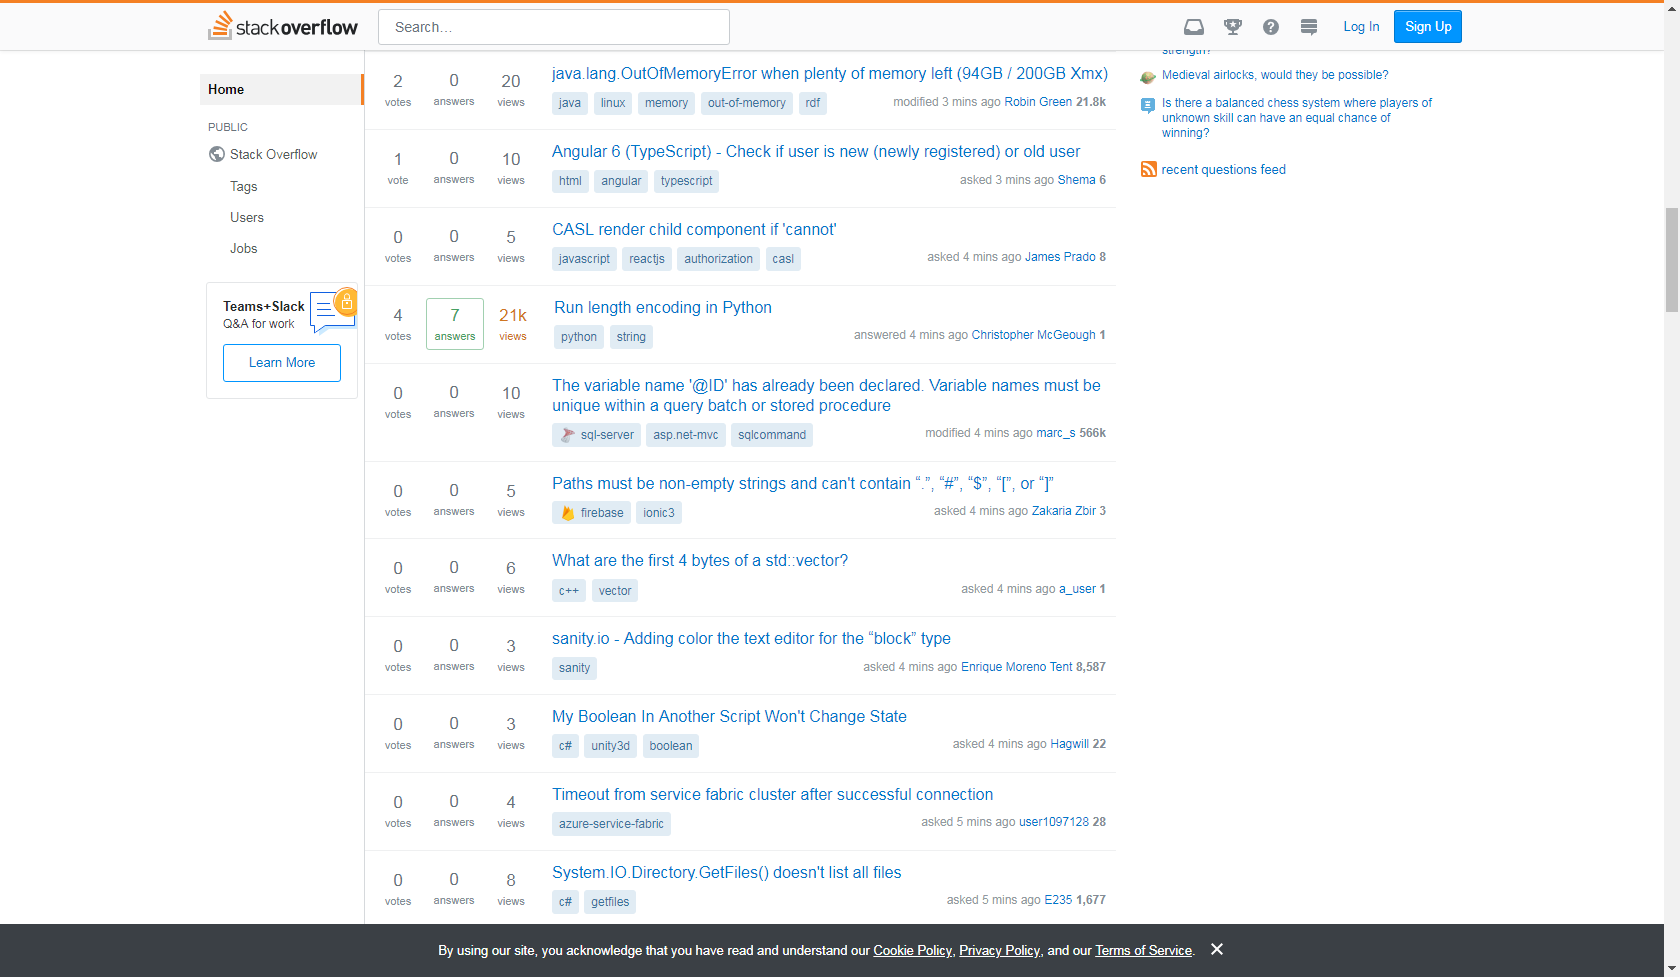 stackoverflow
Search…
Log In
Sign Up
Home
PUBLIC
Stack Overflow
Tags
Users
Jobs
Teams+Slack
Q&A for work
Learn More
2 votes 0 answers 20 views
java.lang.OutOfMemoryError when plenty of memory left (94GB / 200GB Xmx)
java linux memory out-of-memory rdf
modified 3 mins ago Robin Green 21.8k
1 vote 0 answers 10 views
Angular 6 (TypeScript) - Check if user is new (newly registered) or old user
html angular typescript
asked 3 mins ago Shema 6
0 votes 0 answers 5 views
CASL render child component if 'cannot'
javascript reactjs authorization casl
asked 4 mins ago James Prado 8
4 votes 7 answers 21k views
Run length encoding in Python
python string
answered 4 mins ago Christopher McGeough 1
0 votes 0 answers 10 views
The variable name '@ID' has already been declared. Variable names must be
unique within a query batch or stored procedure
sql-server asp.net-mvc sqlcommand
modified 4 mins ago marc_s 566k
0 votes 0 answers 5 views
Paths must be non-empty strings and can't contain “.”, “#”, “$”, “[”, or “]”
firebase ionic3
asked 4 mins ago Zakaria Zbir 3
0 votes 0 answers 6 views
What are the first 4 bytes of a std::vector?
c++ vector
asked 4 mins ago a_user 1
0 votes 0 answers 3 views
sanity.io - Adding color the text editor for the “block” type
sanity
asked 4 mins ago Enrique Moreno Tent 8,587
0 votes 0 answers 3 views
My Boolean In Another Script Won't Change State
c# unity3d boolean
asked 4 mins ago Hagwill 22
0 votes 0 answers 4 views
Timeout from service fabric cluster after successful connection
azure-service-fabric
asked 5 mins ago user1097128 28
0 votes 0 answers 8 views
System.IO.Directory.GetFiles() doesn't list all files
c# getfiles
asked 5 mins ago E235 1,677
strength?
Medieval airlocks, would they be possible?
Is there a balanced chess system where players of
unknown skill can have an equal chance of
winning?
recent questions feed
By using our site, you acknowledge that you have read and understand our Cookie Policy, Privacy Policy, and our Terms of Service.